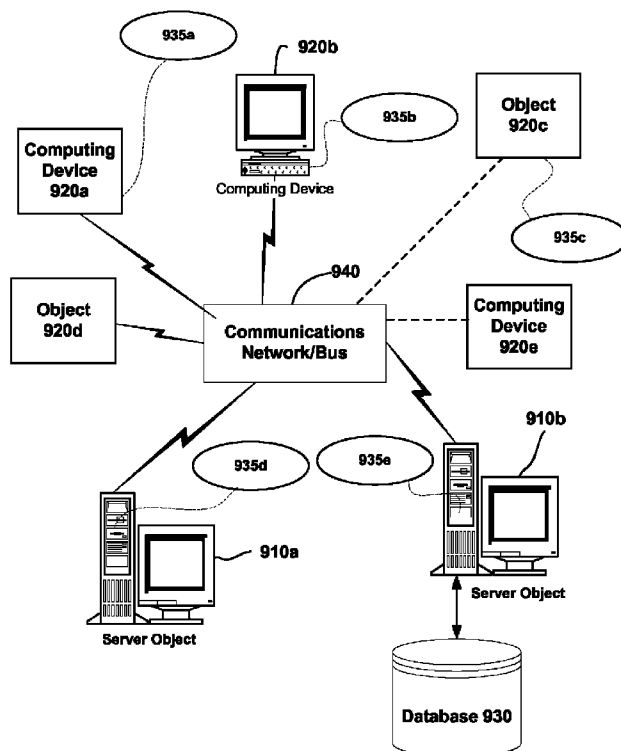 935a
920b
935b
Object
920c
Computing
Device
920a
Computing Device
935c
940
Object
920d
Communications
Network/Bus
Computing
Device
920e
935d
935e
910b
910a
Server Object
Server Object
Database 930